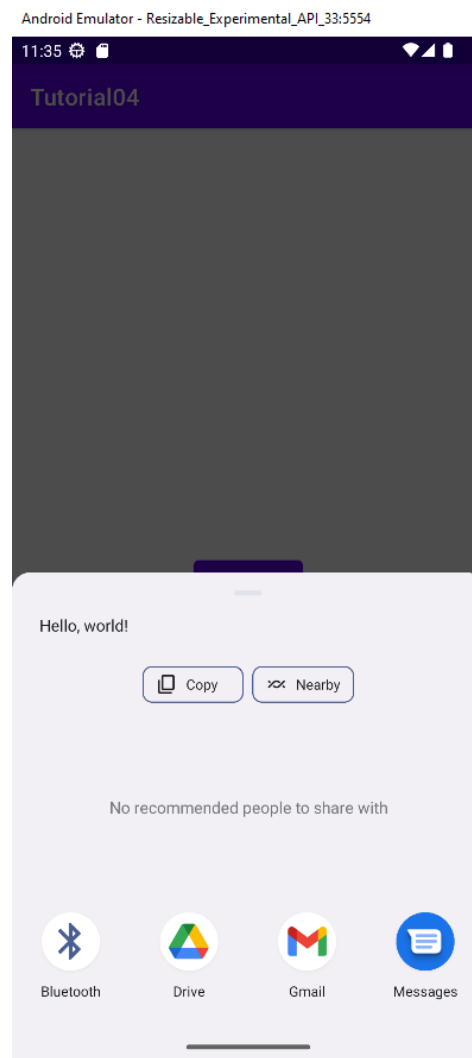 Android Emulator - Resizable_Experimental_API_33:5554
11:35
Tutorial04
Hello, world!
Copy Nearby
No recommended people to share with
Bluetooth Drive Gmail Messages